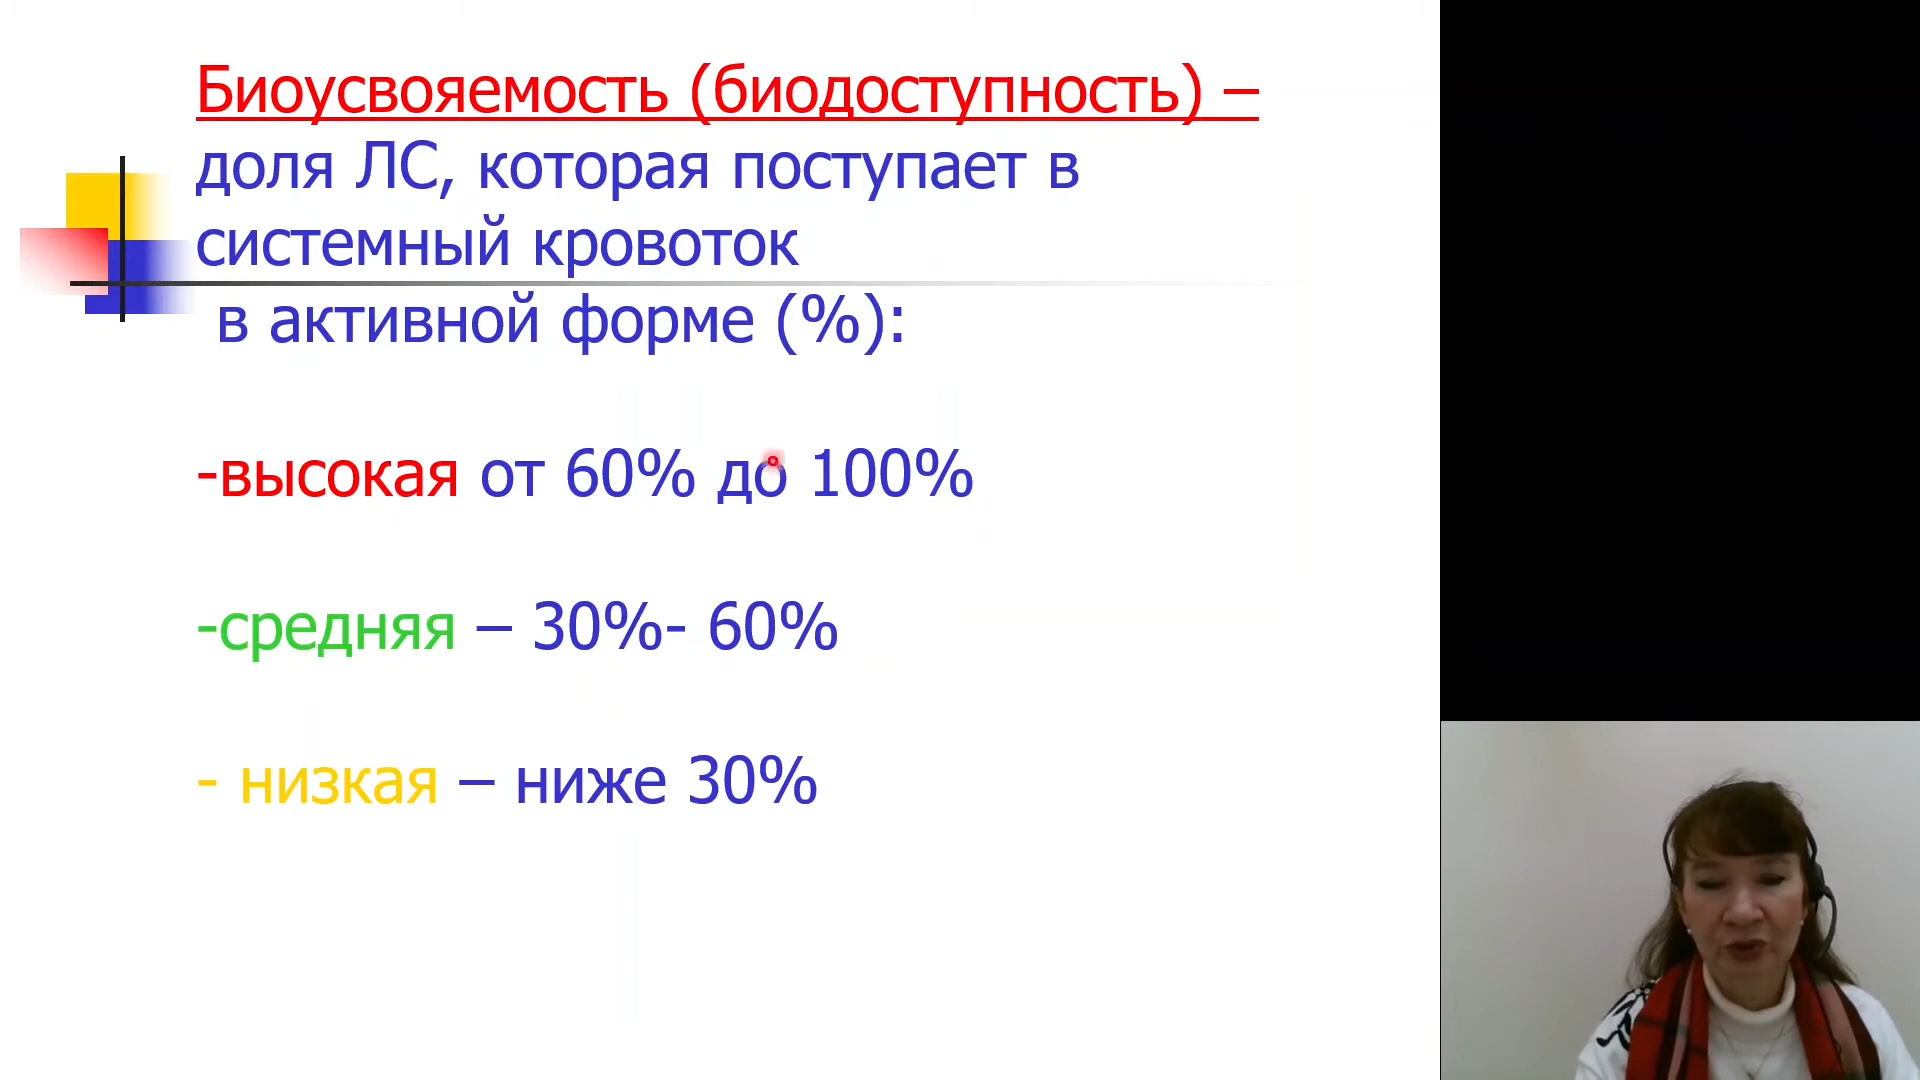 Биоусвояемость (биодоступность) –
доля ЛС, которая поступает в
системный кровоток
в активной форме (%):
-высокая от 60% до 100%
-средняя – 30%- 60%
- низкая – ниже 30%